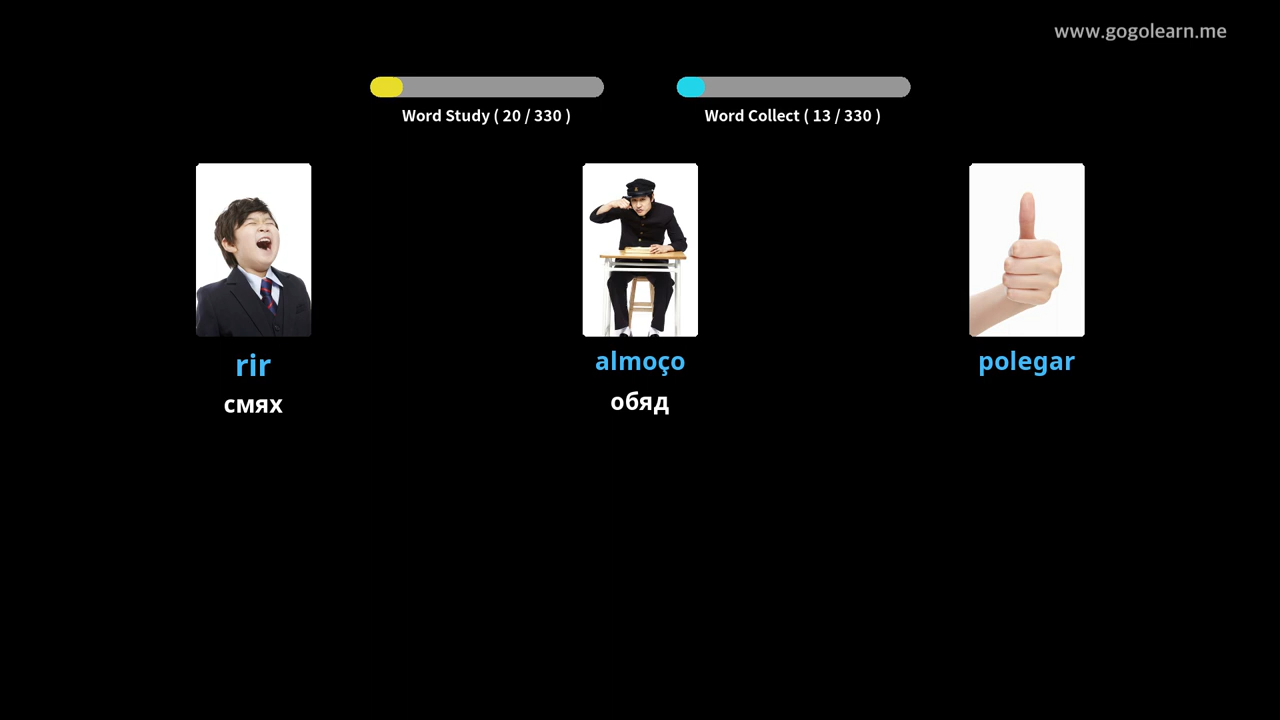 www.gogolearn.me
Word Study ( 20 / 330 )
Word Collect ( 13 / 330 )
rir
смях
almoço
обяд
polegar